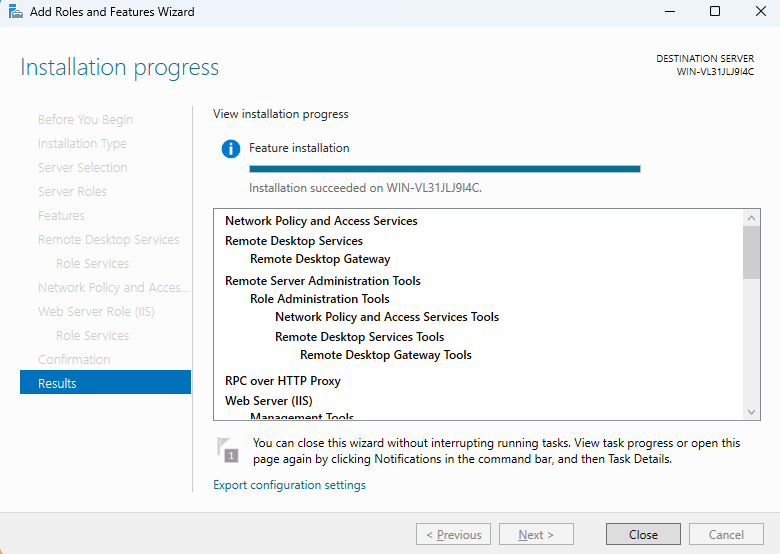 Add Roles and Features Wizard
Installation progress
DESTINATION SERVER
WIN-VL31JLJ9I4C
Before You Begin
Installation Type
Server Selection
Server Roles
Features
Remote Desktop Services
Role Services
Network Policy and Acces...
Web Server Role (IIS)
Role Services
Confirmation
Results
View installation progress
Feature installation
Installation succeeded on WIN-VL31JLJ9I4C.
Network Policy and Access Services
Remote Desktop Services
Remote Desktop Gateway
Remote Server Administration Tools
Role Administration Tools
Network Policy and Access Services Tools
Remote Desktop Services Tools
Remote Desktop Gateway Tools
RPC over HTTP Proxy
Web Server (IIS)
Management Tools
1
You can close this wizard without interrupting running tasks. View task progress or open this
page again by clicking Notifications in the command bar, and then Task Details.
Export configuration settings
< Previous
Next >
Close
Cancel